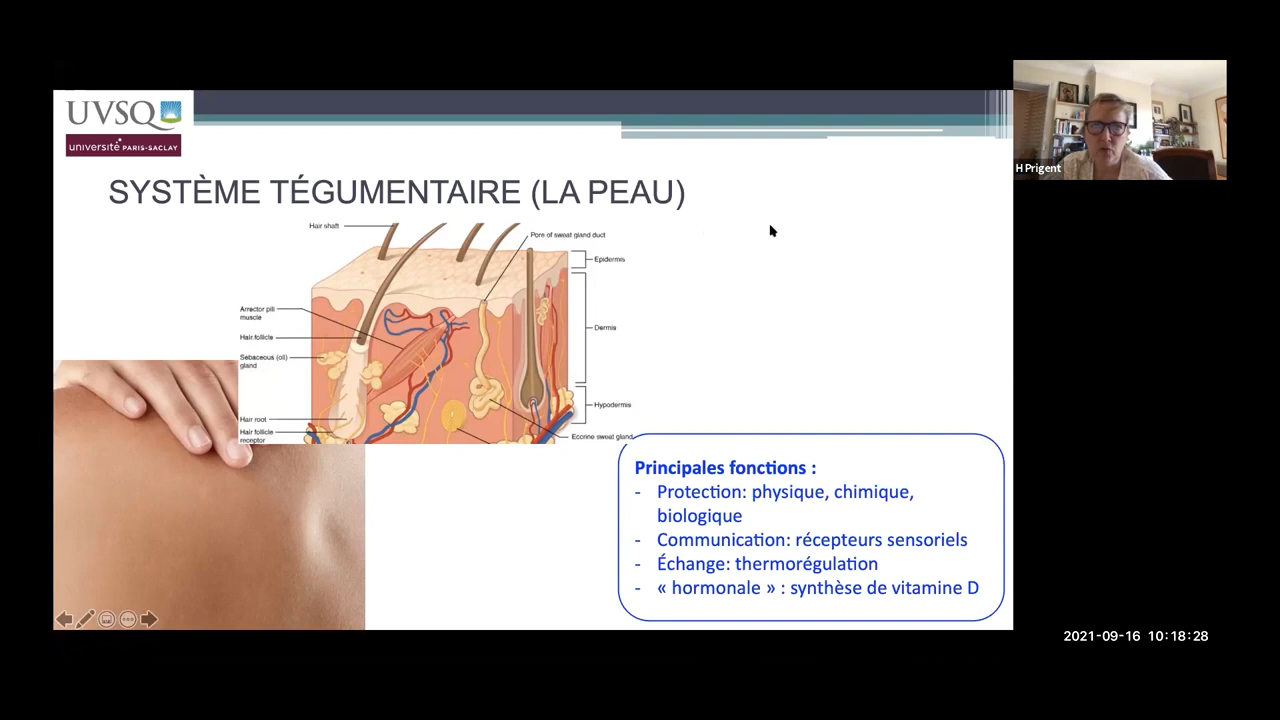 UVSQ
université PARIS-SACLAY
H Prigent
SYSTÈME TÉGUMENTAIRE (LA PEAU)
Hair shaft
Pore of sweat gland duct
Epidermis
Arrector pili
muscle
Dermis
Hair follicle
Sebaceous (oil)
gland
Hypodermis
Hair root
Hair follicle
receptor
Eccrine sweat gland
Principales fonctions :
- Protection: physique, chimique,
biologique
- Communication: récepteurs sensoriels
- Échange: thermorégulation
- « hormonale » : synthèse de vitamine D
2021-09-16 10:18:28